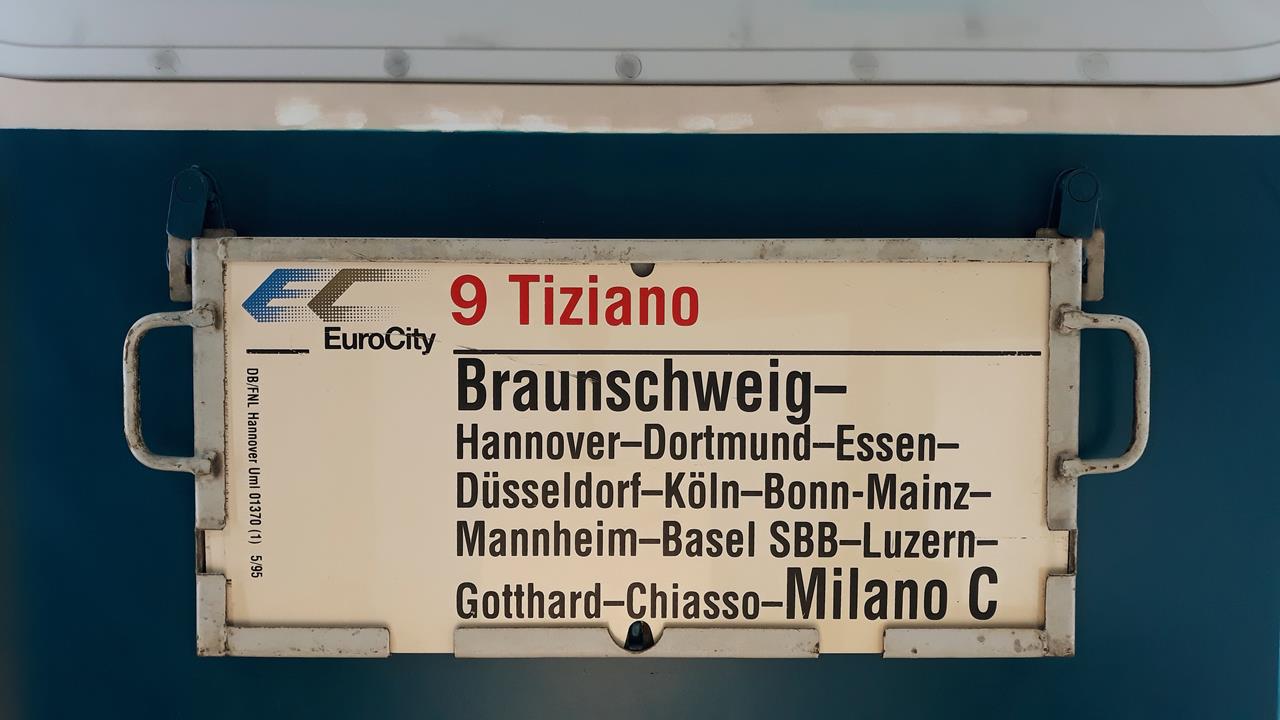 EC
EuroCity
9 Tiziano
Braunschweig–
Hannover–Dortmund–Essen–
Düsseldorf–Köln–Bonn-Mainz–
Mannheim–Basel SBB–Luzern–
Gotthard–Chiasso–Milano C
DB/FNL Hannover Uml 01370 (1) 5/95